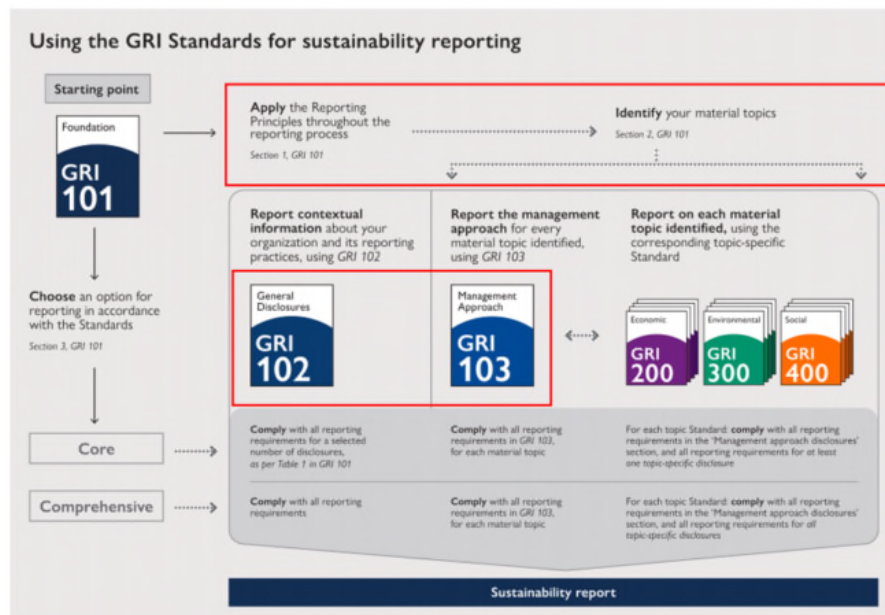 Using the GRI Standards for sustainability reporting
Starting point
Foundation
GRI
101
Apply the Reporting
Principles throughout the
reporting process
Section 1, GRI 101
Identify your material topics
Section 2, GRI 101
Choose an option for
reporting in accordance
with the Standards
Section 3, GRI 101
Report contextual
information about your
organization and its reporting
practices, using GRI 102
General
Disclosures
GRI
102
Report the management
approach for every
material topic identified,
using GRI 103
Management
Approach
GRI
103
Report on each material
topic identified, using the
corresponding topic-specific
Standard
Economic
GRI
200
Environmental
GRI
300
Social
GRI
400
Core
Comply with all reporting
requirements for a selected
number of disclosures,
as per Table 1 in GRI 101
Comply with all reporting
requirements in GRI 103,
for each material topic
For each topic Standard: comply with all reporting
requirements in the 'Management approach disclosures'
section, and all reporting requirements for at least
one topic-specific disclosure
Comprehensive
Comply with all reporting
requirements
Comply with all reporting
requirements in GRI 103,
for each material topic
For each topic Standard: comply with all reporting
requirements in the 'Management approach disclosures'
section, and all reporting requirements for all
topic-specific disclosures
Sustainability report